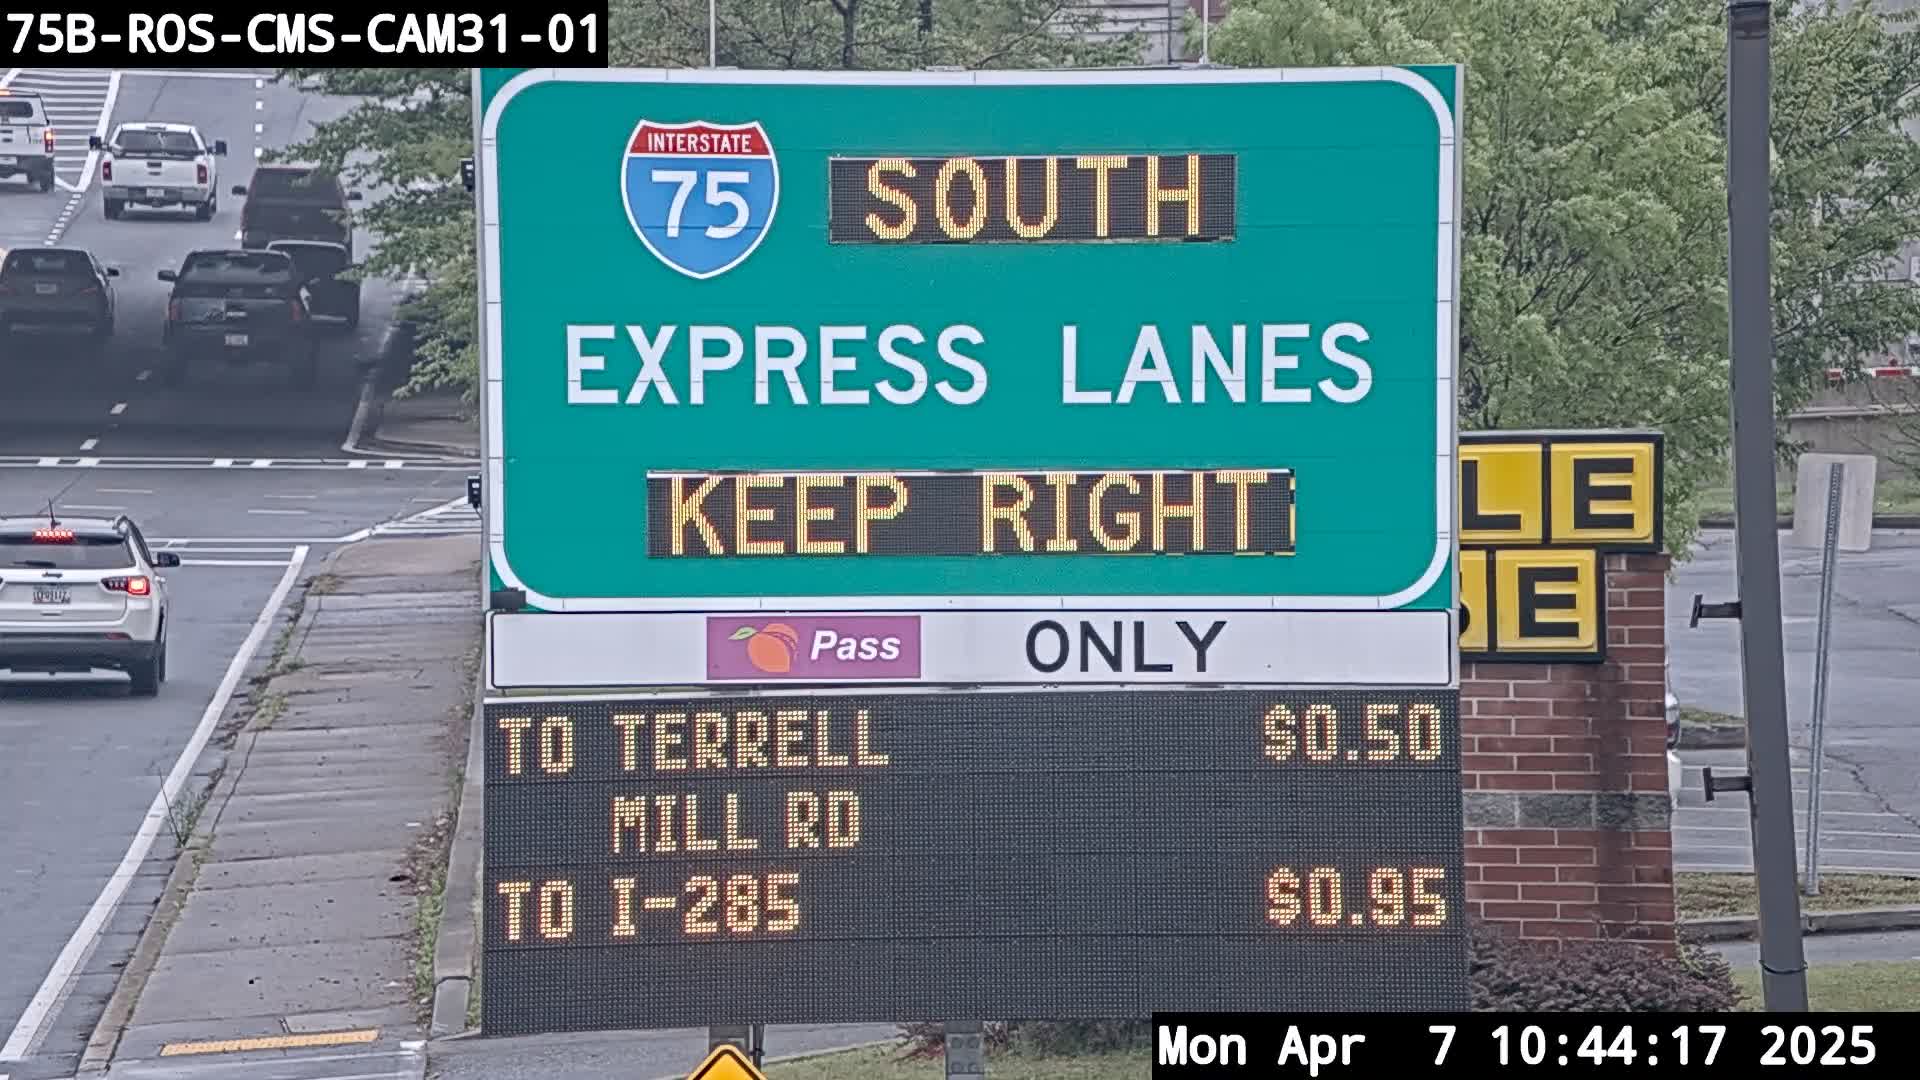 75B-ROS-CMS-CAM31-01
INTERSTATE
75
SOUTH
EXPRESS LANES
KEEP RIGHT
Pass ONLY
TO TERRELL $0.50
MILL RD
TO I-285 $0.95
LE
E
Mon Apr 7 10:44:17 2025